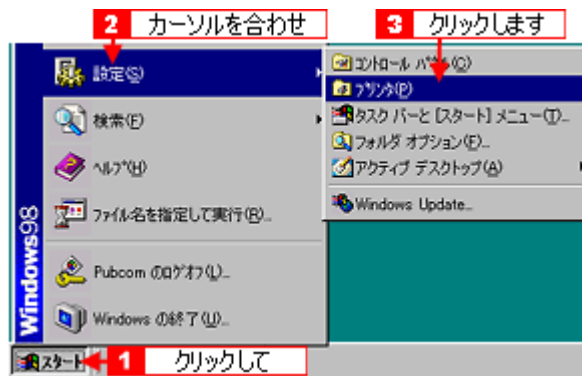 2 カーソルを合わせ
3 クリックします
設定(S)
検索(F)
ヘルプ(H)
ファイル名を指定して実行(R)...
Pubcom のログオフ(L)...
Windows の終了(U)...
Windows98
コントロール パネル(C)
プリンタ(P)
タスク バーと [スタート] メニュー(T)...
フォルダ オプション(F)...
アクティブ デスクトップ(A)
Windows Update...
スタート
1 クリックして